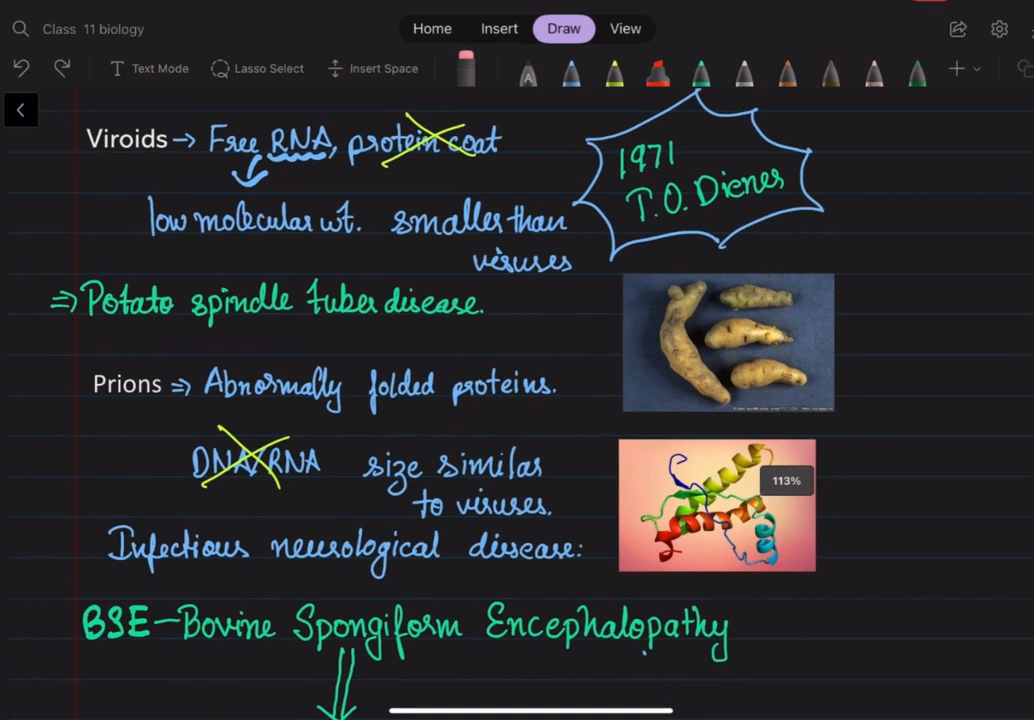 Class 11 biology
Home Insert Draw View
Text Mode Lasso Select Insert Space
A
Viroids → Free RNA, protein coat
1971
T.O. Diener
low molecular wt. smaller than
viruses
⇒ Potato spindle tuber disease.
Prions ⇒ Abnormally folded proteins.
DNA/RNA size similar
to viruses.
113%
Infectious neurological disease:
BSE – Bovine Spongiform Encephalopathy